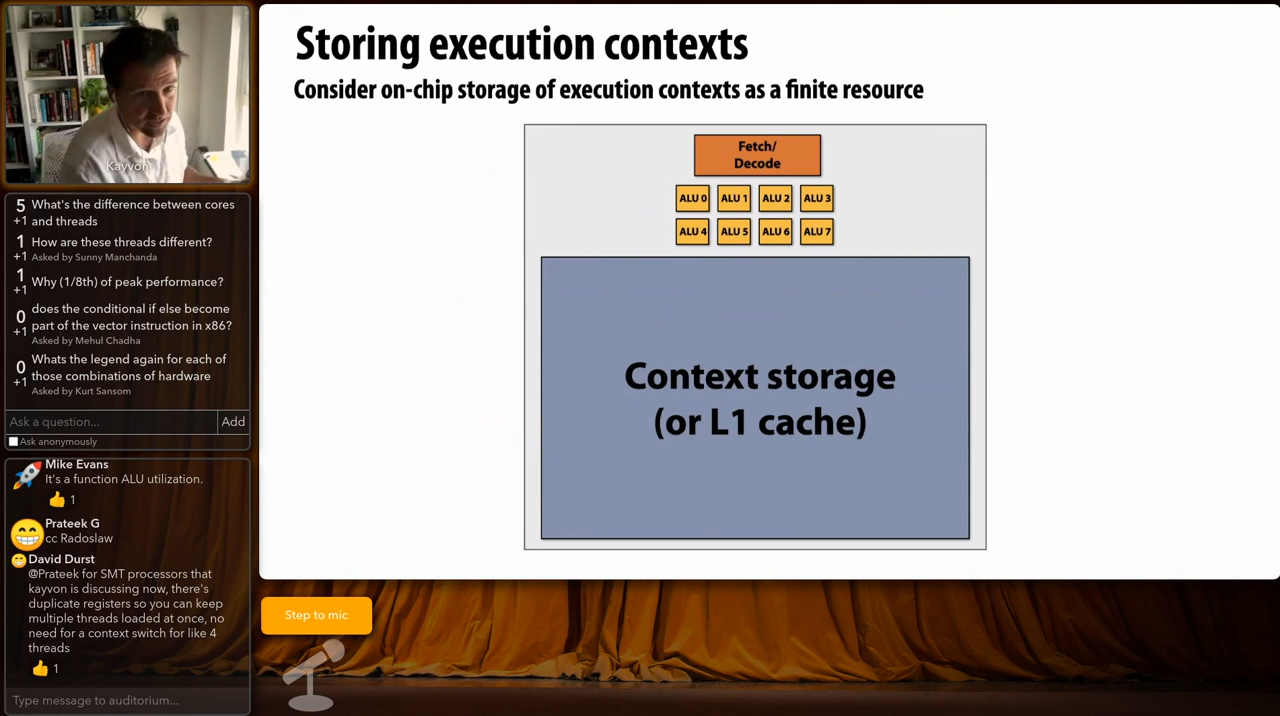 Storing execution contexts
Consider on-chip storage of execution contexts as a finite resource
Fetch/
Decode
ALU 0 ALU 1 ALU 2 ALU 3
ALU 4 ALU 5 ALU 6 ALU 7
Context storage
(or L1 cache)
Kayvon
5 What's the difference between cores
+1 and threads
1 How are these threads different?
+1 Asked by Sunny Manchanda
1
Why (1/8th) of peak performance?
+1
does the conditional if else become
0 part of the vector instruction in x86?
+1
Asked by Mehul Chadha
Whats the legend again for each of
0 those combinations of hardware
+1 Asked by Kurt Sansom
Ask a question... Add
Ask anonymously
Mike Evans
It's a function ALU utilization.
1
Prateek G
cc Radoslaw
David Durst
@Prateek for SMT processors that
kayvon is discussing now, there's
duplicate registers so you can keep
multiple threads loaded at once, no
need for a context switch for like 4
threads
1
Type message to auditorium...
Step to mic